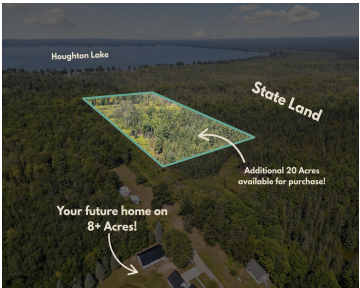 Houghton Lake
State Land
Additional 20 Acres
available for purchase!
Your future home on
8+ Acres!